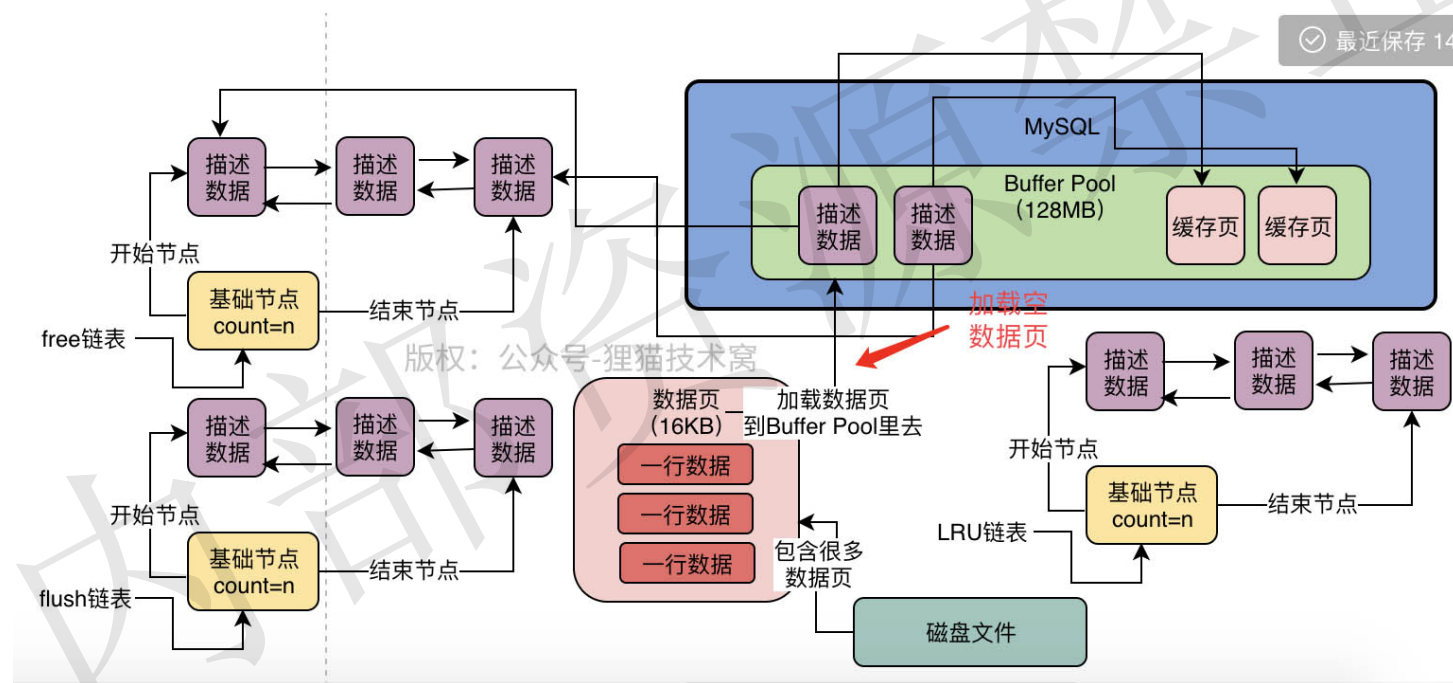 最近保存 14
描述
数据
描述
数据
描述
数据
开始节点
基础节点
count=n
结束节点
free链表
MySQL
Buffer Pool
（128MB）
描述
数据
描述
数据
缓存页
缓存页
加载空
数据页
版权：公众号-狸猫技术窝
描述
数据
描述
数据
描述
数据
开始节点
基础节点
count=n
结束节点
flush链表
数据页
（16KB）
加载数据页
到Buffer Pool里去
一行数据
一行数据
一行数据
包含很多
数据页
磁盘文件
描述
数据
描述
数据
描述
数据
开始节点
基础节点
count=n
结束节点
LRU链表
内部资源禁止